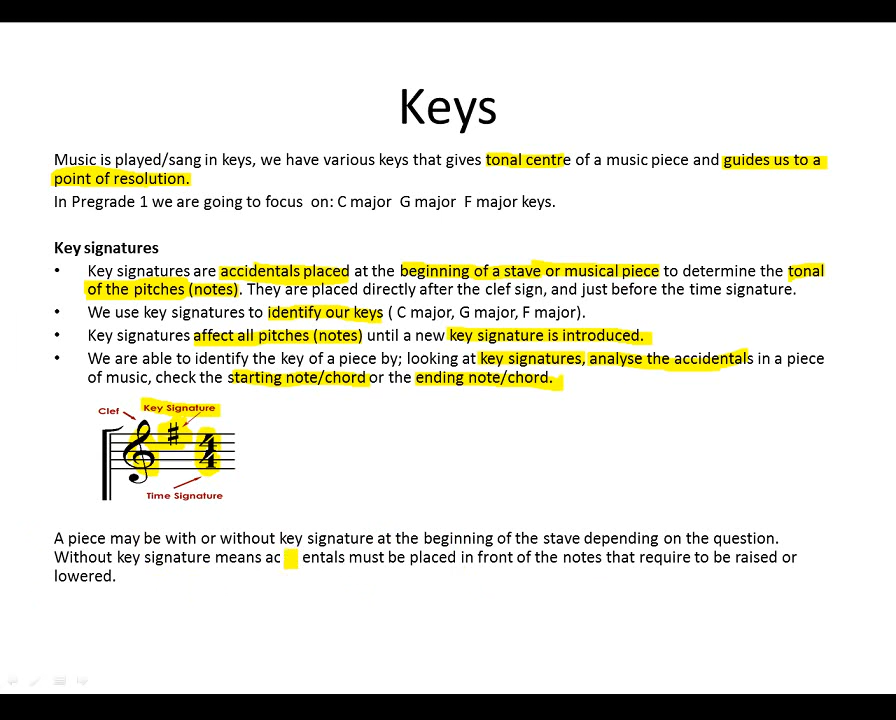 Keys
Music is played/sang in keys, we have various keys that gives tonal centre of a music piece and guides us to a
point of resolution.
In Pregrade 1 we are going to focus on: C major G major F major keys.
Key signatures
• Key signatures are accidentals placed at the beginning of a stave or musical piece to determine the tonal
of the pitches (notes). They are placed directly after the clef sign, and just before the time signature.
• We use key signatures to identify our keys ( C major, G major, F major).
• Key signatures affect all pitches (notes) until a new key signature is introduced.
• We are able to identify the key of a piece by; looking at key signatures, analyse the accidentals in a piece
of music, check the starting note/chord or the ending note/chord.
Clef Key Signature
4
4
Time Signature
A piece may be with or without key signature at the beginning of the stave depending on the question.
Without key signature means ac entals must be placed in front of the notes that require to be raised or
lowered.